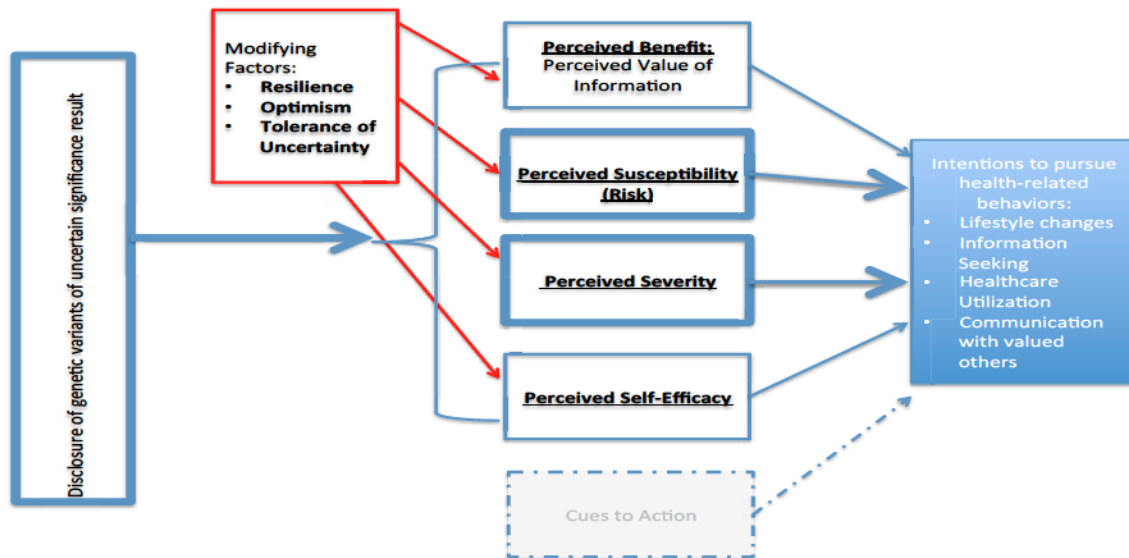 Disclosure of genetic variants of uncertain significance result
Modifying
Factors:
• Resilience
• Optimism
• Tolerance of
Uncertainty
Perceived Benefit:
Perceived Value of
Information
Perceived Susceptibility
(Risk)
Perceived Severity
Perceived Self-Efficacy
Cues to Action
Intentions to pursue
health-related
behaviors:
• Lifestyle changes
• Information
Seeking
• Healthcare
Utilization
• Communication
with valued
others